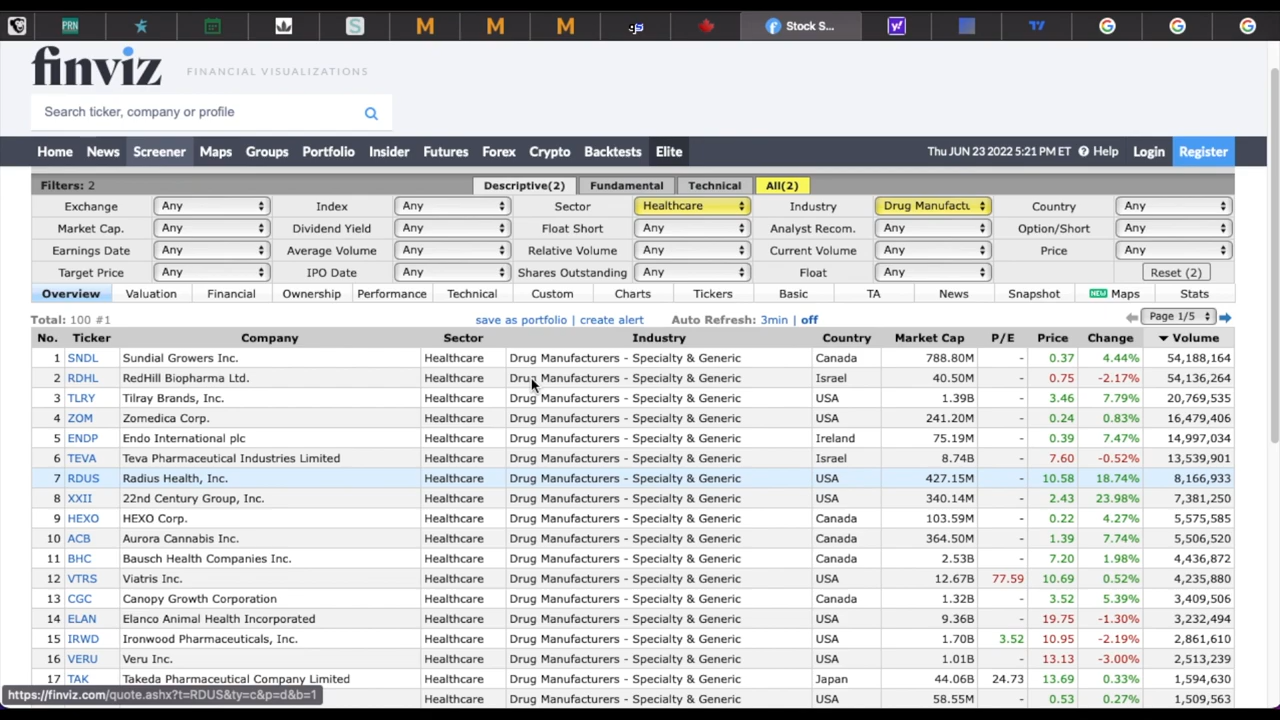 PRN S M M M Stock S... y! G G G
finviz FINANCIAL VISUALIZATIONS
Search ticker, company or profile
Home News Screener Maps Groups Portfolio Insider Futures Forex Crypto Backtests Elite Thu JUN 23 2022 5:21 PM ET Help Login Register
Filters: 2 Descriptive(2) Fundamental Technical All(2)
Exchange Any Index Any Sector Healthcare Industry Drug Manufactu Country Any
Market Cap. Any Dividend Yield Any Float Short Any Analyst Recom. Any Option/Short Any
Earnings Date Any Average Volume Any Relative Volume Any Current Volume Any Price Any
Target Price Any IPO Date Any Shares Outstanding Any Float Any Reset (2)
Overview Valuation Financial Ownership Performance Technical Custom Charts Tickers Basic TA News Snapshot NEW Maps Stats
Total: 100 #1 save as portfolio | create alert Auto Refresh: 3min | off Page 1/5
No. Ticker Company Sector Industry Country Market Cap P/E Price Change Volume
1 SNDL Sundial Growers Inc. Healthcare Drug Manufacturers - Specialty & Generic Canada 788.80M - 0.37 4.44% 54,188,164
2 RDHL RedHill Biopharma Ltd. Healthcare Drug Manufacturers - Specialty & Generic Israel 40.50M - 0.75 -2.17% 54,136,264
3 TLRY Tilray Brands, Inc. Healthcare Drug Manufacturers - Specialty & Generic USA 1.39B - 3.46 7.79% 20,769,535
4 ZOM Zomedica Corp. Healthcare Drug Manufacturers - Specialty & Generic USA 241.20M - 0.24 0.83% 16,479,406
5 ENDP Endo International plc Healthcare Drug Manufacturers - Specialty & Generic Ireland 75.19M - 0.39 7.47% 14,997,034
6 TEVA Teva Pharmaceutical Industries Limited Healthcare Drug Manufacturers - Specialty & Generic Israel 8.74B - 7.60 -0.52% 13,539,901
7 RDUS Radius Health, Inc. Healthcare Drug Manufacturers - Specialty & Generic USA 427.15M - 10.58 18.74% 8,166,933
8 XXII 22nd Century Group, Inc. Healthcare Drug Manufacturers - Specialty & Generic USA 340.14M - 2.43 23.98% 7,381,250
9 HEXO HEXO Corp. Healthcare Drug Manufacturers - Specialty & Generic Canada 103.59M - 0.22 4.27% 5,575,585
10 ACB Aurora Cannabis Inc. Healthcare Drug Manufacturers - Specialty & Generic Canada 364.50M - 1.39 7.74% 5,506,520
11 BHC Bausch Health Companies Inc. Healthcare Drug Manufacturers - Specialty & Generic Canada 2.53B - 7.20 1.98% 4,436,872
12 VTRS Viatris Inc. Healthcare Drug Manufacturers - Specialty & Generic USA 12.67B 77.59 10.69 0.52% 4,235,880
13 CGC Canopy Growth Corporation Healthcare Drug Manufacturers - Specialty & Generic Canada 1.32B - 3.52 5.39% 3,409,506
14 ELAN Elanco Animal Health Incorporated Healthcare Drug Manufacturers - Specialty & Generic USA 9.36B - 19.75 -1.30% 3,232,494
15 IRWD Ironwood Pharmaceuticals, Inc. Healthcare Drug Manufacturers - Specialty & Generic USA 1.70B 3.52 10.95 -2.19% 2,861,610
16 VERU Veru Inc. Healthcare Drug Manufacturers - Specialty & Generic USA 1.01B - 13.13 -3.00% 2,513,239
17 TAK Takeda Pharmaceutical Company Limited Healthcare Drug Manufacturers - Specialty & Generic Japan 44.06B 24.73 13.69 0.33% 1,594,630
https://finviz.com/quote.ashx?t=RDUS&ty=c&p=d&b=1 Healthcare Drug Manufacturers - Specialty & Generic USA 58.55M - 0.53 0.27% 1,509,563